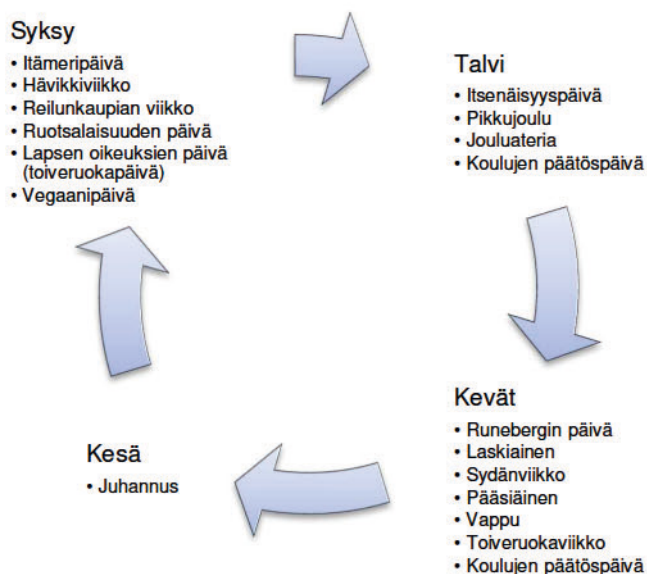 Syksy
• Itämeripäivä
• Hävikkiviikko
• Reilunkaupian viikko
• Ruotsalaisuuden päivä
• Lapsen oikeuksien päivä
(toiveruokapäivä)
• Vegaanipäivä
Talvi
• Itsenäisyyspäivä
• Pikkujoulu
• Jouluateria
• Koulujen päätöspäivä
Kevät
• Runebergin päivä
• Laskiainen
• Sydänviikko
• Pääsiäinen
• Vappu
• Toiveruokaviikko
• Koulujen päätöspäivä
Kesä
• Juhannus